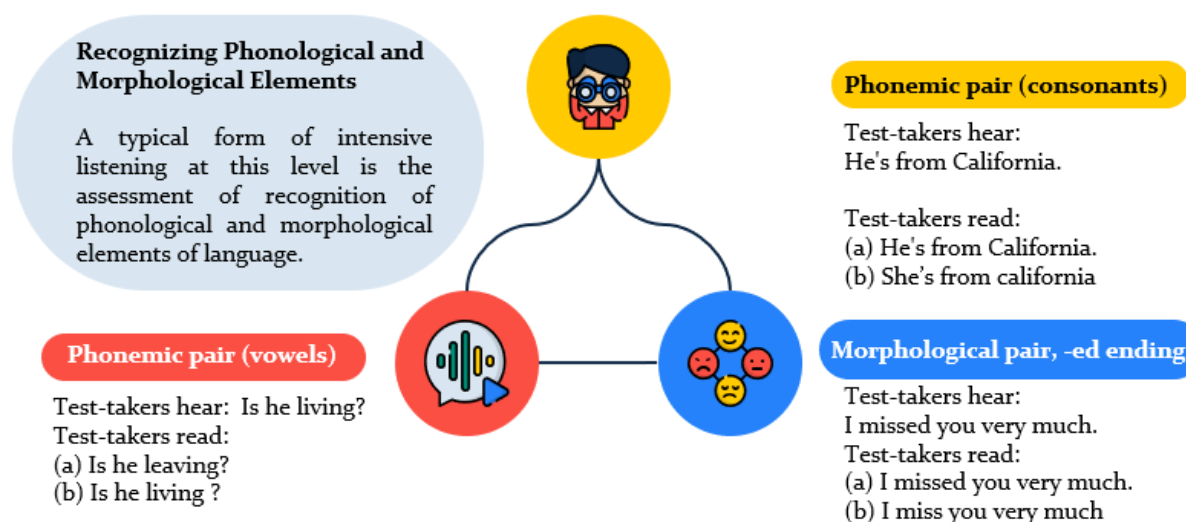 Recognizing Phonological and
Morphological Elements
A typical form of intensive
listening at this level is the
assessment of recognition of
phonological and morphological
elements of language.
Phonemic pair (consonants)
Test-takers hear:
He's from California.
Test-takers read:
(a) He's from California.
(b) She’s from california
Phonemic pair (vowels)
Test-takers hear:  Is he living?
Test-takers read:
(a) Is he leaving?
(b) Is he living ?
Morphological pair, -ed ending
Test-takers hear:
I missed you very much.
Test-takers read:
(a) I missed you very much.
(b) I miss you very much